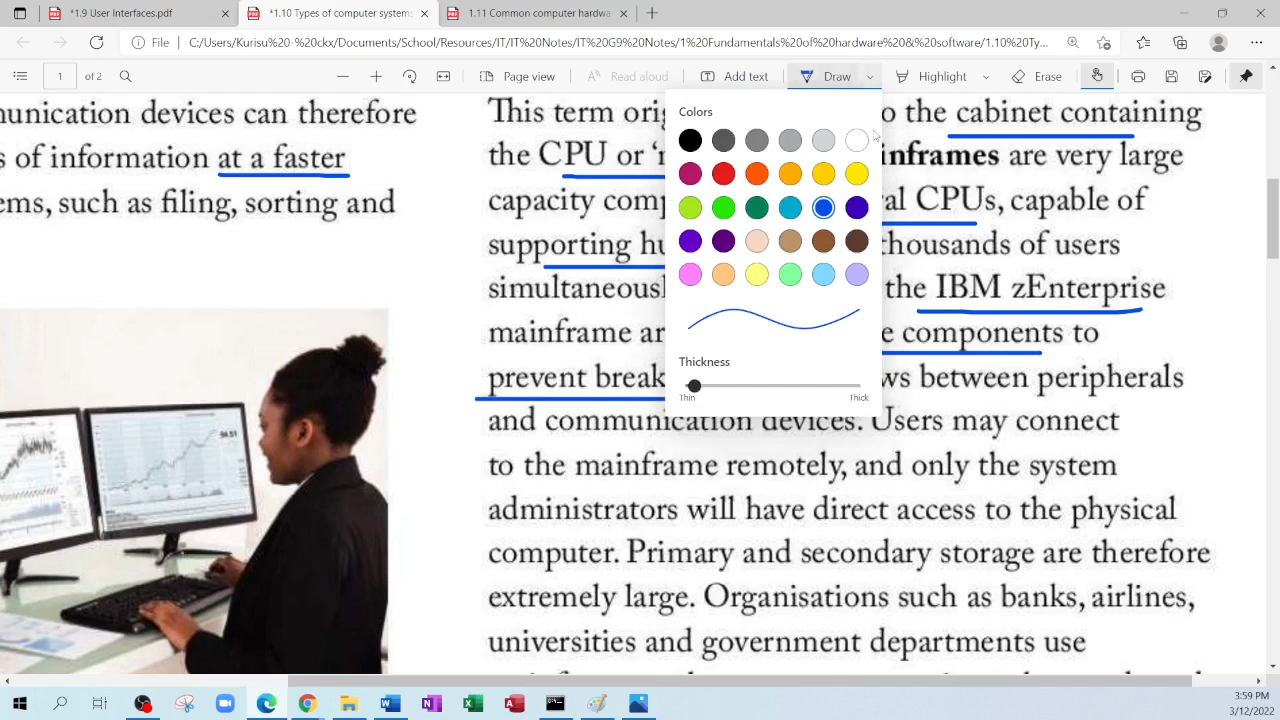 *1.9 User Interfaces.pdf
*1.10 Types of computer system:
*1.11 Common computer hardwa
File
C:/Users/Kurisu%20-%20ckx/Documents/School/Resources/IT/IT%20Notes/IT%20G9%20Notes/1%20Fundamentals%20of%20hardware%208&%20software/1.10%20Ty...
1 of 2
Page view
Read aloud
Add text
Draw
Highlight
Erase
unication devices can therefore
s of information at a faster
ems, such as filing, sorting and
94.51
This term orig
o the cabinet containing
the CPU or ‘
inframes are very large
capacity comp
al CPUs, capable of
supporting hu
thousands of users
simultaneousl
the IBM zEnterprise
mainframe ar
e components to
prevent break
ws between peripherals
and communication devices. Users may connect
to the mainframe remotely, and only the system
administrators will have direct access to the physical
computer. Primary and secondary storage are therefore
extremely large. Organisations such as banks, airlines,
universities and government departments use
Colors
Thickness
Thin
Thick
3:59 PM
3/12/2022